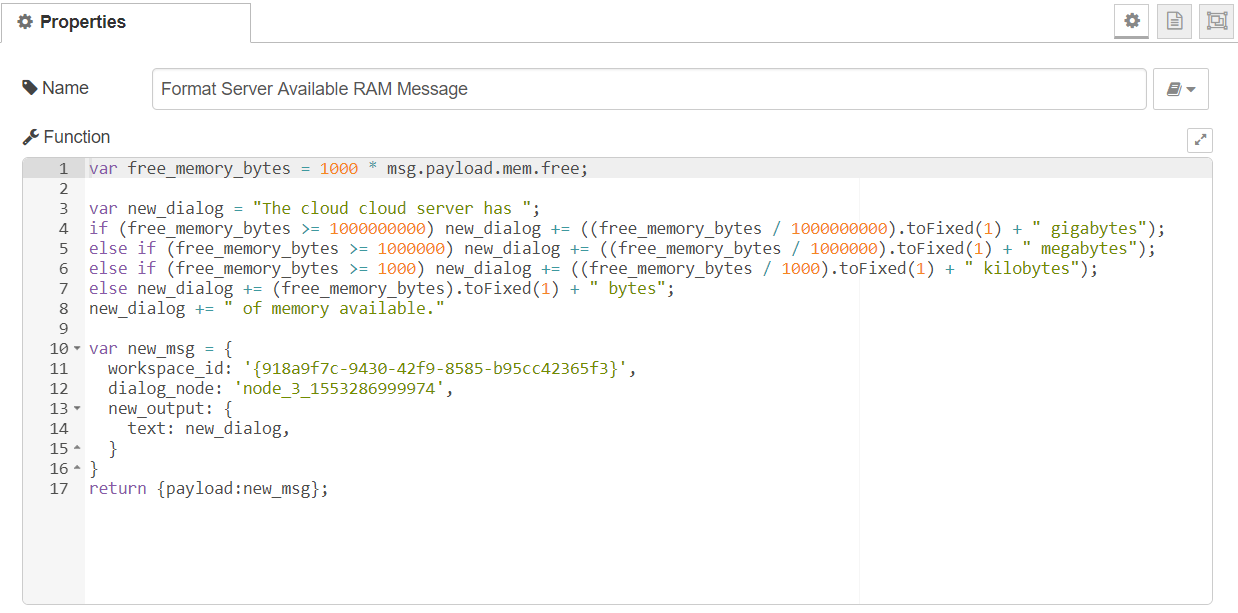 Properties
Name
Format Server Available RAM Message
Function
1 var free_memory_bytes = 1000 * msg.payload.mem.free;
2
3 var new_dialog = "The cloud cloud server has ";
4 if (free_memory_bytes >= 1000000000) new_dialog += ((free_memory_bytes / 1000000000).toFixed(1) + " gigabytes");
5 else if (free_memory_bytes >= 1000000) new_dialog += ((free_memory_bytes / 1000000).toFixed(1) + " megabytes");
6 else if (free_memory_bytes >= 1000) new_dialog += ((free_memory_bytes / 1000).toFixed(1) + " kilobytes");
7 else new_dialog += (free_memory_bytes).toFixed(1) + " bytes";
8 new_dialog += " of memory available."
9
10 var new_msg = {
11   workspace_id: '{918a9f7c-9430-42f9-8585-b95cc42365f3}',
12   dialog_node: 'node_3_1553286999974',
13   new_output: {
14     text: new_dialog,
15   }
16 }
17 return {payload:new_msg};